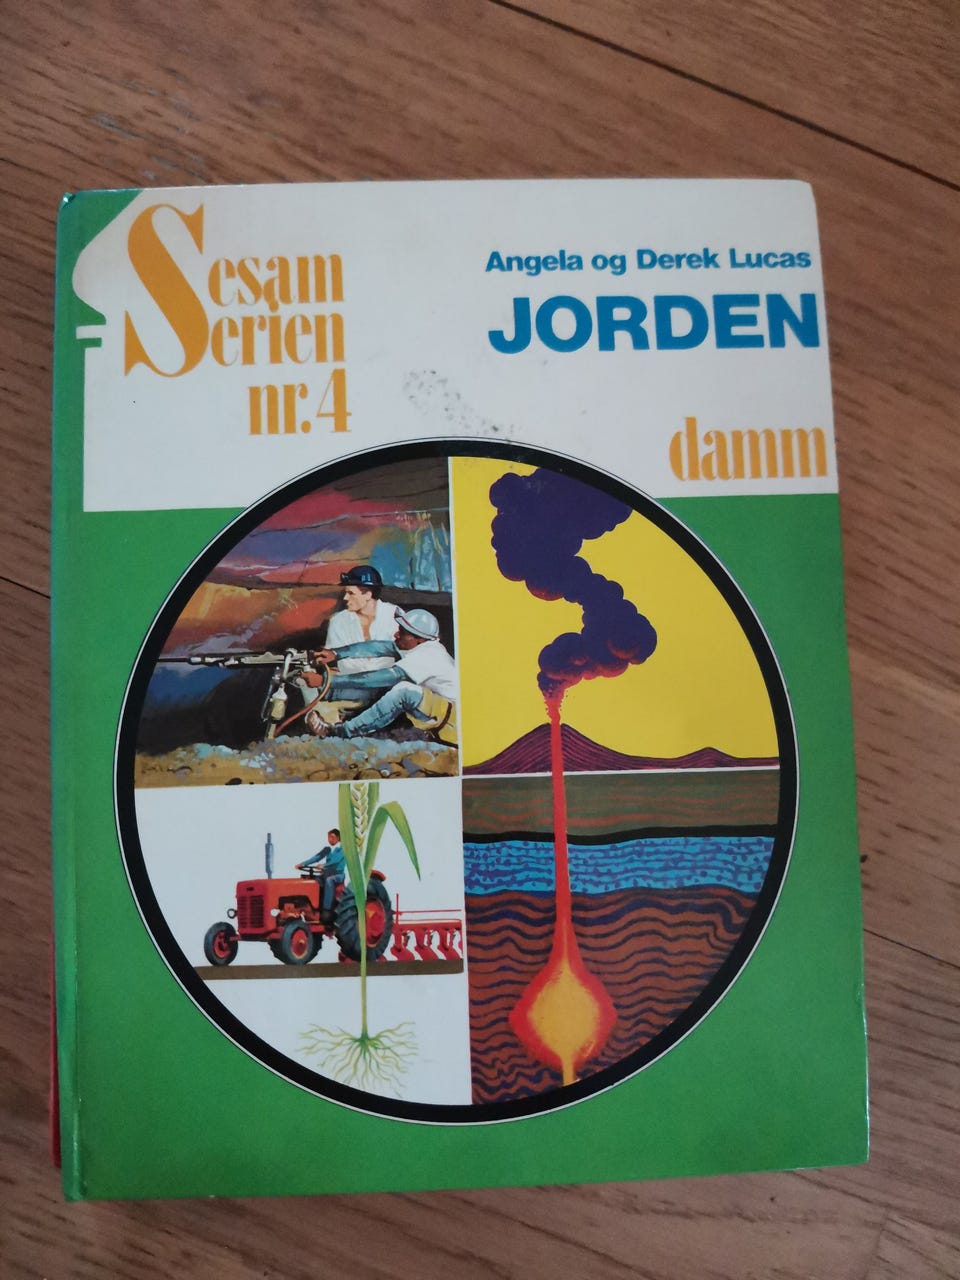 Sesam
Serien
nr.4
Angela og Derek Lucas
JORDEN
damm